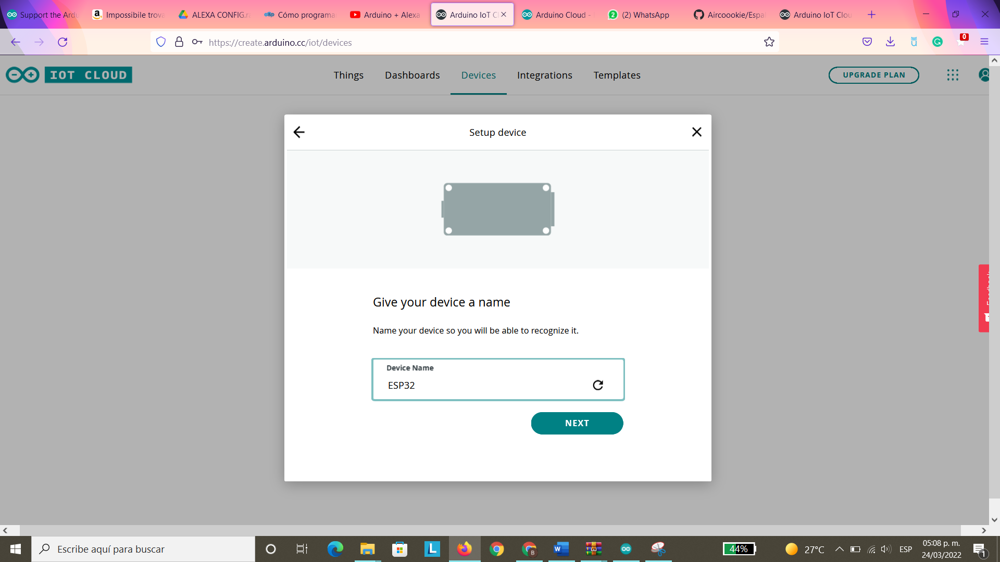 Support the Ardu
Impossibile trova
ALEXA CONFIG.ra
Cómo programa
Arduino + Alexa
Arduino IoT Cl
Arduino Cloud -
(2) WhatsApp
Aircoookie/Espa
Arduino IoT Clou
https://create.arduino.cc/iot/devices
0
IOT CLOUD
Things
Dashboards
Devices
Integrations
Templates
UPGRADE PLAN
Setup device
Give your device a name
Name your device so you will be able to recognize it.
Device Name
ESP32
NEXT
Escribe aquí para buscar
44%
27°C
ESP
05:08 p. m.
24/03/2022
1